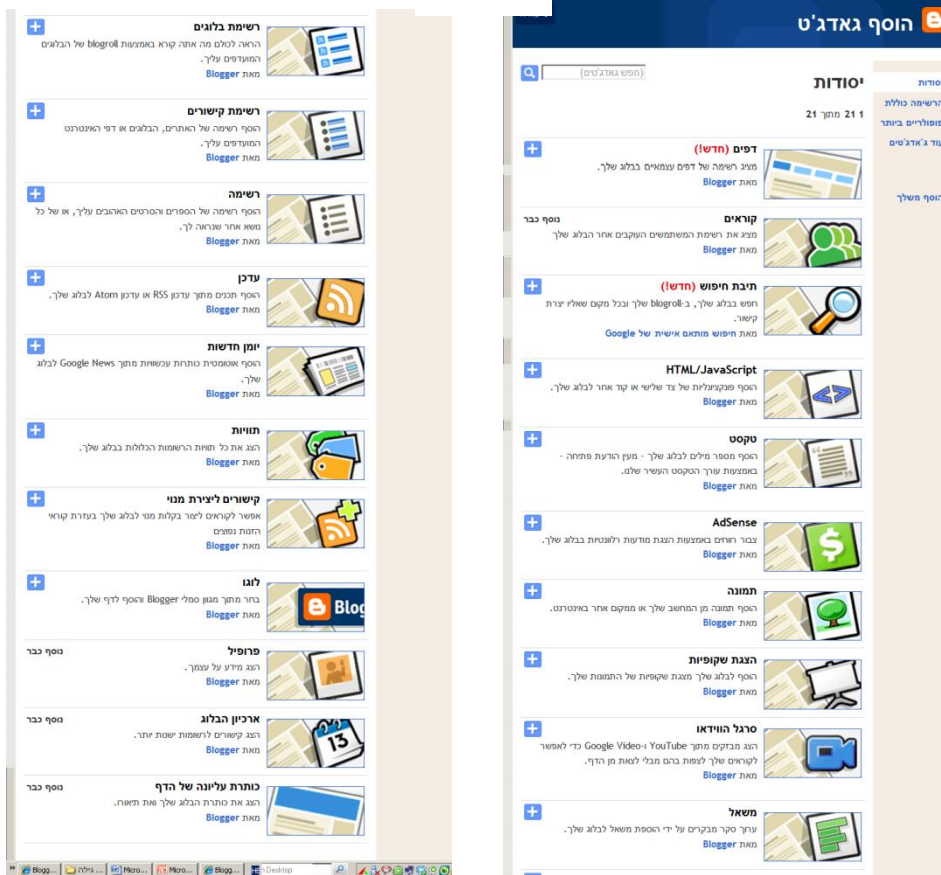 הוסף גאדג'ט
יסודות
הרשימה כוללת
פופולריים ביותר
עוד ג'אדג'טים
הוסף משלך
(חפש גאדג'טים)
יסודות
1 21 מתוך 21
דפים (חדש!)
מציג רשימה של דפים עצמאיים בבלוג שלך.
מאת Blogger
קוראים
נוסף כבר
מציג את רשימת המשתמשים העוקבים אחר הבלוג שלך
מאת Blogger
תיבת חיפוש (חדש!)
חפש בבלוג שלך, ב-blogroll שלך ובכל מקום שאליו יצרת
קישור.
מאת חיפוש מותאם אישית של Google
HTML/JavaScript
הוסף פונקציונליות של צד שלישי או קוד אחר לבלוג שלך.
מאת Blogger
טקסט
הוסף מספר מילים לבלוג שלך - מעין הודעת פתיחה -
באמצעות עורך הטקסט העשיר שלנו.
מאת Blogger
AdSense
צבור רווחים באמצעות הצגת מודעות רלוונטיות בבלוג שלך.
מאת Blogger
תמונה
הוסף תמונה מן המחשב שלך או ממקום אחר באינטרנט.
מאת Blogger
הצגת שקופיות
הוסף לבלוג שלך מצגת שקופיות של התמונות שלך.
מאת Blogger
סרגל הווידאו
הצג מבזקים מתוך YouTube ו-Google Video כדי לאפשר
לקוראים שלך לצפות בהם מבלי לצאת מן הדף.
מאת Blogger
משאל
ערוך סקר מבקרים על ידי הוספת משאל לבלוג שלך.
מאת Blogger
רשימת בלוגים
הראה לכולם מה אתה קורא באמצעות blogroll של הבלוגים
המועדפים עליך.
מאת Blogger
רשימת קישורים
הוסף רשימה של האתרים, הבלוגים או דפי האינטרנט
המועדפים עליך.
מאת Blogger
רשימה
הוסף רשימה של הספרים והסרטים האהובים עליך, או של כל
נושא אחר שנראה לך.
מאת Blogger
עדכן
הוסף תכנים מתוך עדכון RSS או עדכון Atom לבלוג שלך.
מאת Blogger
יומן חדשות
הוסף אוטומטית כותרות עכשוויות מתוך Google News לבלוג
שלך.
מאת Blogger
תוויות
הצג את כל תוויות הרשומות הכלולות בבלוג שלך.
מאת Blogger
קישורים ליצירת מנוי
אפשר לקוראים ליצור בקלות מנוי לבלוג שלך בעזרת קוראי
הזנות נפוצים
מאת Blogger
לוגו
בחר מתוך מגוון סמלי Blogger והוסף לדף שלך.
מאת Blogger
Blog
פרופיל
נוסף כבר
הצג מידע על עצמך.
מאת Blogger
ארכיון הבלוג
נוסף כבר
הצג קישורים לרשומות ישנות יותר.
מאת Blogger
13
כותרת עליונה של הדף
נוסף כבר
הצג את כותרת הבלוג שלך ואת תיאורו.
מאת Blogger
Blogg... גילה ... Micro... Micro... Blogg... Desktop